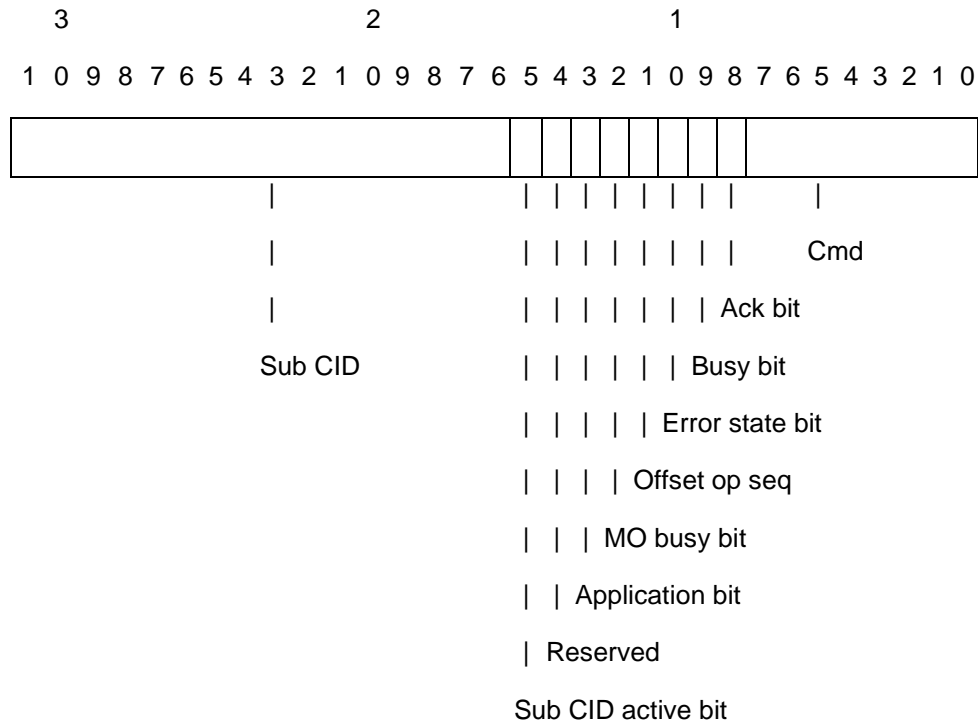 3 2 1
1 0 9 8 7 6 5 4 3 2 1 0 9 8 7 6 5 4 3 2 1 0 9 8 7 6 5 4 3 2 1 0
| | | | | | | | | |
| | | | | | | | | Cmd
| | | | | | | | Ack bit
Sub CID | | | | | | Busy bit
| | | | | Error state bit
| | | | Offset op seq
| | | MO busy bit
| | Application bit
| Reserved
Sub CID active bit